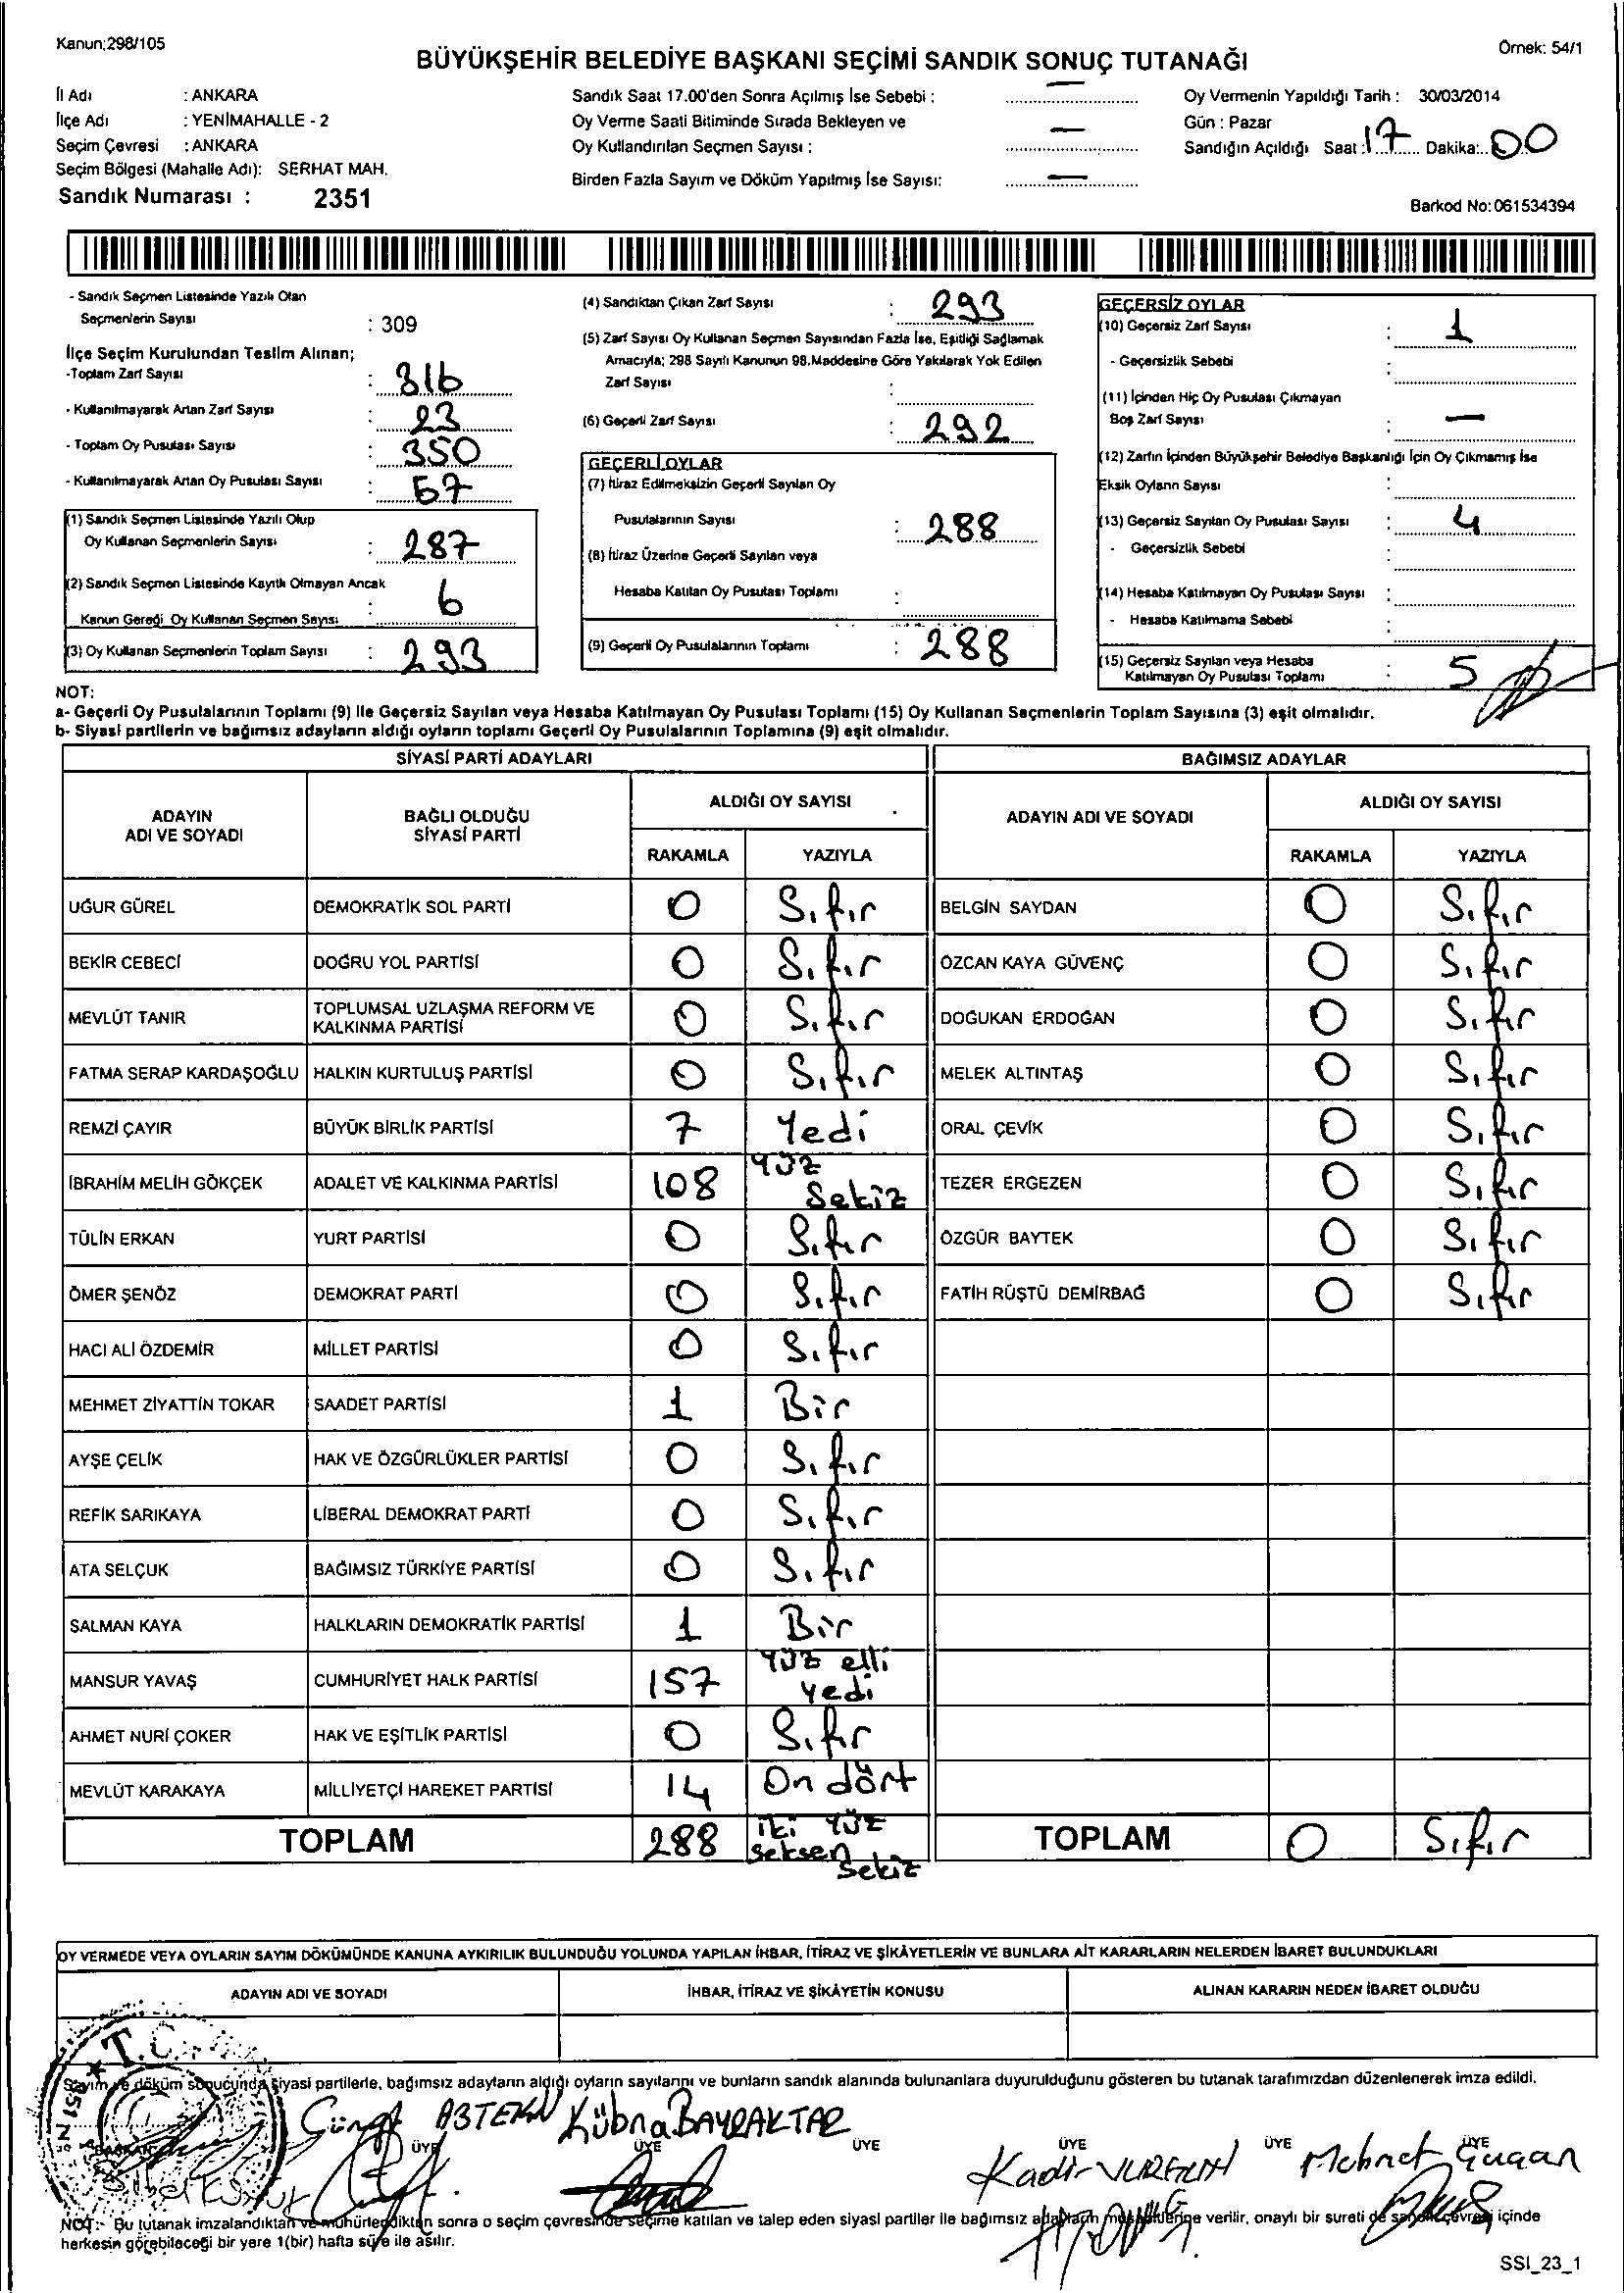 Kanun;298/105
Örnek: 54/1
BÜYÜKŞEHİR BELEDİYE BAŞKANI SEÇİMİ SANDIK SONUÇ TUTANAĞI
İl Adı : ANKARA
İlçe Adı : YENİMAHALLE - 2
Seçim Çevresi : ANKARA
Seçim Bölgesi (Mahalle Adı): SERHAT MAH.
Sandık Numarası : 2351
Sandık Saat 17.00'den Sonra Açılmış İse Sebebi : —
Oy Verme Saati Bitiminde Sırada Bekleyen ve
Oy Kullandırılan Seçmen Sayısı : —
Birden Fazla Sayım ve Döküm Yapılmış İse Sayısı: —
Oy Vermenin Yapıldığı Tarih : 30/03/2014
Gün : Pazar
Sandığın Açıldığı Saat : 17 Dakika: 00
Barkod No: 061534394
- Sandık Seçmen Listesinde Yazılı Olan
Seçmenlerin Sayısı : 309
İlçe Seçim Kurulundan Teslim Alınan;
-Toplam Zarf Sayısı : 316
- Kullanılmayarak Artan Zarf Sayısı : 23
- Toplam Oy Pusulası Sayısı : 350
- Kullanılmayarak Artan Oy Pusulası Sayısı : 57
(1) Sandık Seçmen Listesinde Yazılı Olup
Oy Kullanan Seçmenlerin Sayısı : 287
(2) Sandık Seçmen Listesinde Kayıtlı Olmayan Ancak
Kanun Gereği Oy Kullanan Seçmen Sayısı : 6
(3) Oy Kullanan Seçmenlerin Toplam Sayısı : 293
(4) Sandıktan Çıkan Zarf Sayısı : 293
(5) Zarf Sayısı Oy Kullanan Seçmen Sayısından Fazla İse, Eşitliği Sağlamak
Amacıyla; 298 Sayılı Kanunun 98.Maddesine Göre Yakılarak Yok Edilen
Zarf Sayısı :
(6) Geçerli Zarf Sayısı : 292
GEÇERLİ OYLAR
(7) İtiraz Edilmeksizin Geçerli Sayılan Oy
Pusulalarının Sayısı : 288
(8) İtiraz Üzerine Geçerli Sayılan veya
Hesaba Katılan Oy Pusulası Toplamı :
(9) Geçerli Oy Pusulalarının Toplamı : 288
GEÇERSİZ OYLAR
(10) Geçersiz Zarf Sayısı : 1
- Geçersizlik Sebebi :
(11) İçinden Hiç Oy Pusulası Çıkmayan
Boş Zarf Sayısı : —
(12) Zarfın İçinden Büyükşehir Belediye Başkanlığı İçin Oy Çıkmamış İse
Eksik Oyların Sayısı :
(13) Geçersiz Sayılan Oy Pusulası Sayısı : 4
- Geçersizlik Sebebi :
(14) Hesaba Katılmayan Oy Pusulası Sayısı :
- Hesaba Katılmama Sebebi :
(15) Geçersiz Sayılan veya Hesaba
Katılmayan Oy Pusulası Toplamı : 5
NOT:
a- Geçerli Oy Pusulalarının Toplamı (9) ile Geçersiz Sayılan veya Hesaba Katılmayan Oy Pusulası Toplamı (15) Oy Kullanan Seçmenlerin Toplam Sayısına (3) eşit olmalıdır.
b- Siyasi partilerin ve bağımsız adayların aldığı oyların toplamı Geçerli Oy Pusulalarının Toplamına (9) eşit olmalıdır.
SİYASİ PARTİ ADAYLARI
BAĞIMSIZ ADAYLAR
ADAYIN ADI VE SOYADI BAĞLI OLDUĞU SİYASİ PARTİ ALDIĞI OY SAYISI ADAYIN ADI VE SOYADI ALDIĞI OY SAYISI
RAKAMLA YAZIYLA RAKAMLA YAZIYLA
UĞUR GÜREL DEMOKRATİK SOL PARTİ 0 Sıfır BELGİN SAYDAN 0 Sıfır
BEKİR CEBECİ DOĞRU YOL PARTİSİ 0 Sıfır ÖZCAN KAYA GÜVENÇ 0 Sıfır
MEVLÜT TANIR TOPLUMSAL UZLAŞMA REFORM VE KALKINMA PARTİSİ 0 Sıfır DOĞUKAN ERDOĞAN 0 Sıfır
FATMA SERAP KARDAŞOĞLU HALKIN KURTULUŞ PARTİSİ 0 Sıfır MELEK ALTINTAŞ 0 Sıfır
REMZİ ÇAYIR BÜYÜK BİRLİK PARTİSİ 7 Yedi ORAL ÇEVİK 0 Sıfır
İBRAHİM MELİH GÖKÇEK ADALET VE KALKINMA PARTİSİ 108 Yüz Sekiz TEZER ERGEZEN 0 Sıfır
TÜLİN ERKAN YURT PARTİSİ 0 Sıfır ÖZGÜR BAYTEK 0 Sıfır
ÖMER ŞENÖZ DEMOKRAT PARTİ 0 Sıfır FATİH RÜŞTÜ DEMİRBAĞ 0 Sıfır
HACI ALİ ÖZDEMİR MİLLET PARTİSİ 0 Sıfır
MEHMET ZİYATTİN TOKAR SAADET PARTİSİ 1 Bir
AYŞE ÇELİK HAK VE ÖZGÜRLÜKLER PARTİSİ 0 Sıfır
REFİK SARIKAYA LİBERAL DEMOKRAT PARTİ 0 Sıfır
ATA SELÇUK BAĞIMSIZ TÜRKİYE PARTİSİ 0 Sıfır
SALMAN KAYA HALKLARIN DEMOKRATİK PARTİSİ 1 Bir
MANSUR YAVAŞ CUMHURİYET HALK PARTİSİ 157 Yüz elli yedi
AHMET NURİ ÇOKER HAK VE EŞİTLİK PARTİSİ 0 Sıfır
MEVLÜT KARAKAYA MİLLİYETÇİ HAREKET PARTİSİ 14 On dört
TOPLAM 288 iki yüz seksen sekiz TOPLAM 0 Sıfır
OY VERMEDE VEYA OYLARIN SAYIM DÖKÜMÜNDE KANUNA AYKIRILIK BULUNDUĞU YOLUNDA YAPILAN İHBAR, İTİRAZ VE ŞİKÂYETLERİN VE BUNLARA AİT KARARLARIN NELERDEN İBARET BULUNDUKLARI
ADAYIN ADI VE SOYADI İHBAR, İTİRAZ VE ŞİKÂYETİN KONUSU ALINAN KARARIN NEDEN İBARET OLDUĞU
T.C.
Sayım ve döküm sonucunda siyasi partilerle, bağımsız adayların aldığı oyların sayılarını ve bunların sandık alanında bulunanlara duyurulduğunu gösteren bu tutanak tarafımızdan düzenlenerek imza edildi.
Kübra BAYRAKTAR
BAŞKAN ÜYE ÜYE ÜYE ÜYE ÜYE ÜYE
Kadir Mehmet
NOT:- Bu tutanak imzalandıktan ve mühürlendikten sonra o seçim çevresinde seçime katılan ve talep eden siyasi partiler ile bağımsız adayların müşahitlerine verilir, onaylı bir sureti de sandık çevresi içinde
herkesin görebileceği bir yere 1(bir) hafta süre ile asılır.
SSI_23_1